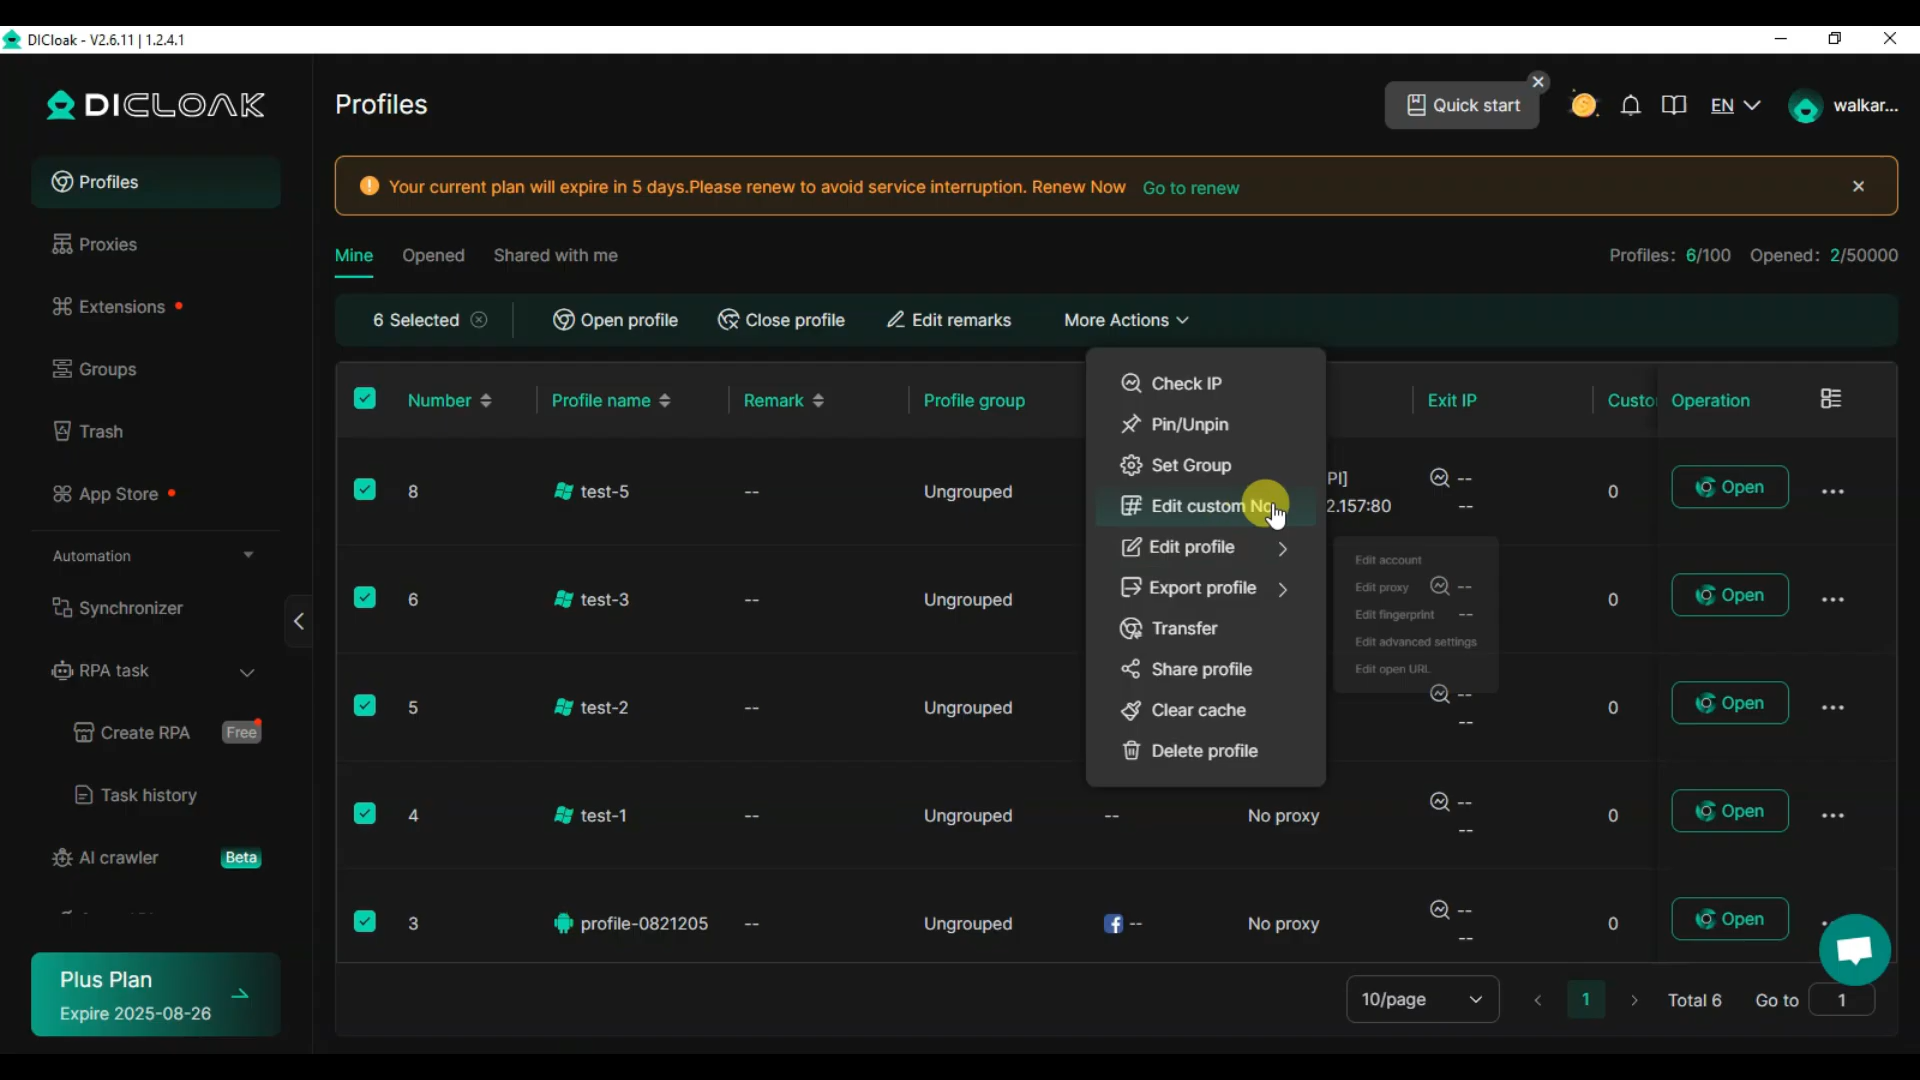 DICloak - V2.6.11 | 1.2.4.1
DICLOAK
Profiles
Quick start
EN
walkar...
Profiles
Your current plan will expire in 5 days.Please renew to avoid service interruption. Renew Now Go to renew
Proxies
Mine Opened Shared with me
Profiles: 6/100 Opened: 2/50000
Extensions
6 Selected Open profile Close profile Edit remarks More Actions
Groups
Check IP
Number Profile name Remark Profile group Exit IP Custo Operation
Pin/Unpin
Trash
Set Group
PI] --
8 test-5 -- Ungrouped 0 Open ...
App Store
Edit custom No
2.157:80 --
Automation
Edit profile
Edit account
Export profile
Edit proxy --
6 test-3 -- Ungrouped 0 Open ...
Synchronizer
Edit fingerprint --
Transfer
Edit advanced settings
RPA task
Share profile
Edit open URL
--
5 test-2 -- Ungrouped 0 Open ...
Clear cache
--
Create RPA Free
Delete profile
Task history
--
4 test-1 -- Ungrouped -- No proxy 0 Open ...
--
AI crawler Beta
--
3 profile-0821205 -- Ungrouped f -- No proxy 0 Open
--
Plus Plan
Expire 2025-08-26
10/page < 1 > Total 6 Go to 1